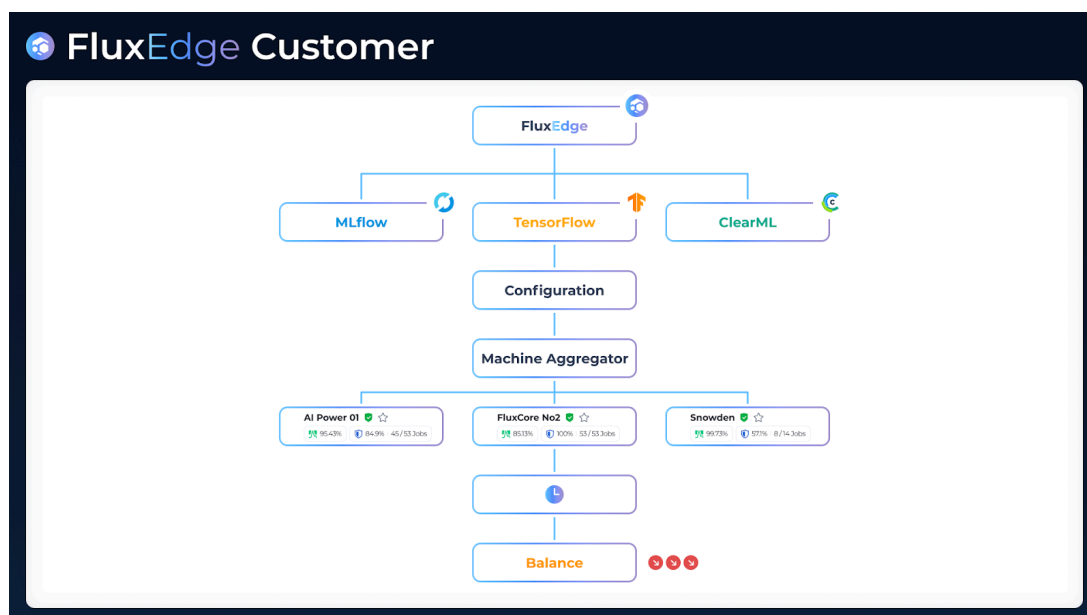 FluxEdge Customer
FluxEdge
MLflow
TensorFlow
ClearML
Configuration
Machine Aggregator
AI Power 01
95.43% 84.9% 45/53 Jobs
FluxCore No2
85.13% 100% 53/53 Jobs
Snowden
99.73% 57.1% 8/14 Jobs
Balance